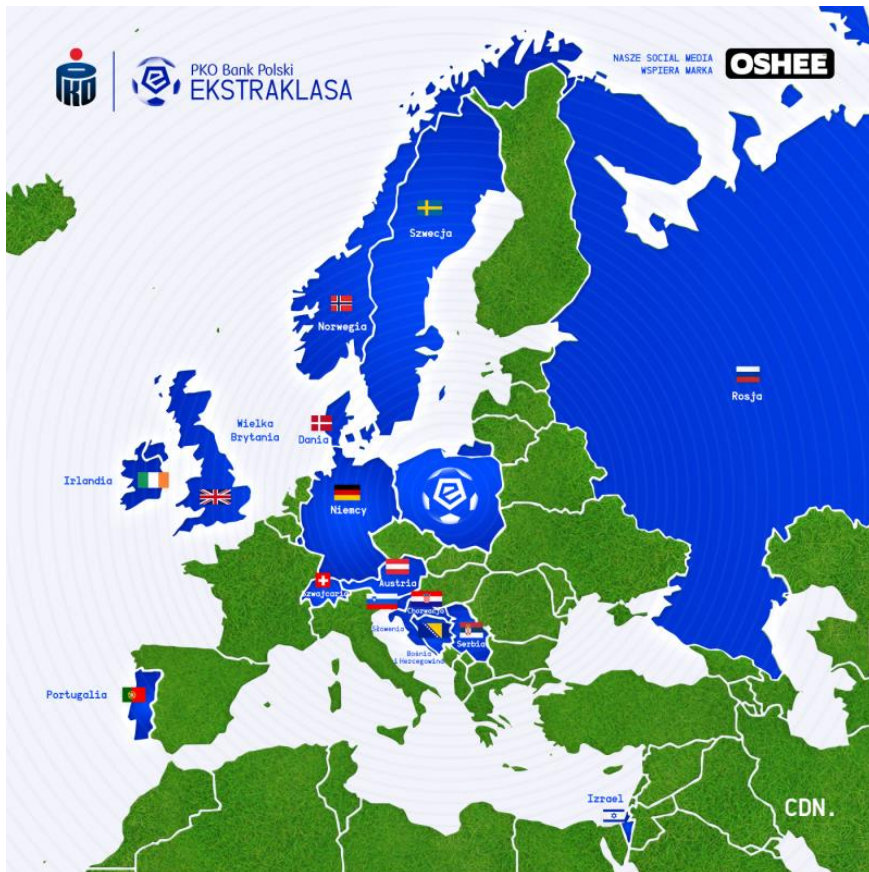 PKO
PKO Bank Polski
EKSTRAKLASA
NASZE SOCIAL MEDIA
WSPIERA MARKA
OSHEE
Szwecja
Norwegia
Rosja
Wielka
Brytania
Dania
Irlandia
Niemcy
Austria
Szwajcaria
Chorwacja
Słowenia
Serbia
Bośnia
i Hercegowina
Portugalia
Izrael
CDN.